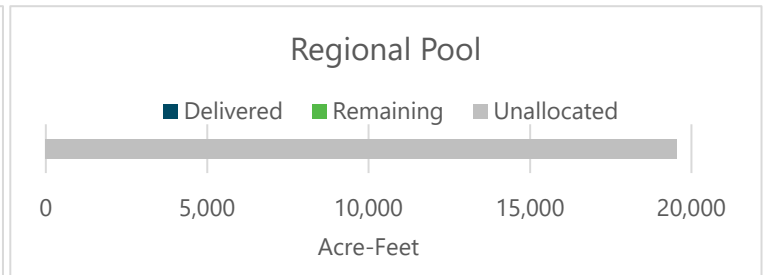 Regional Pool
Delivered Remaining Unallocated
0 5,000 10,000 15,000 20,000
Acre-Feet